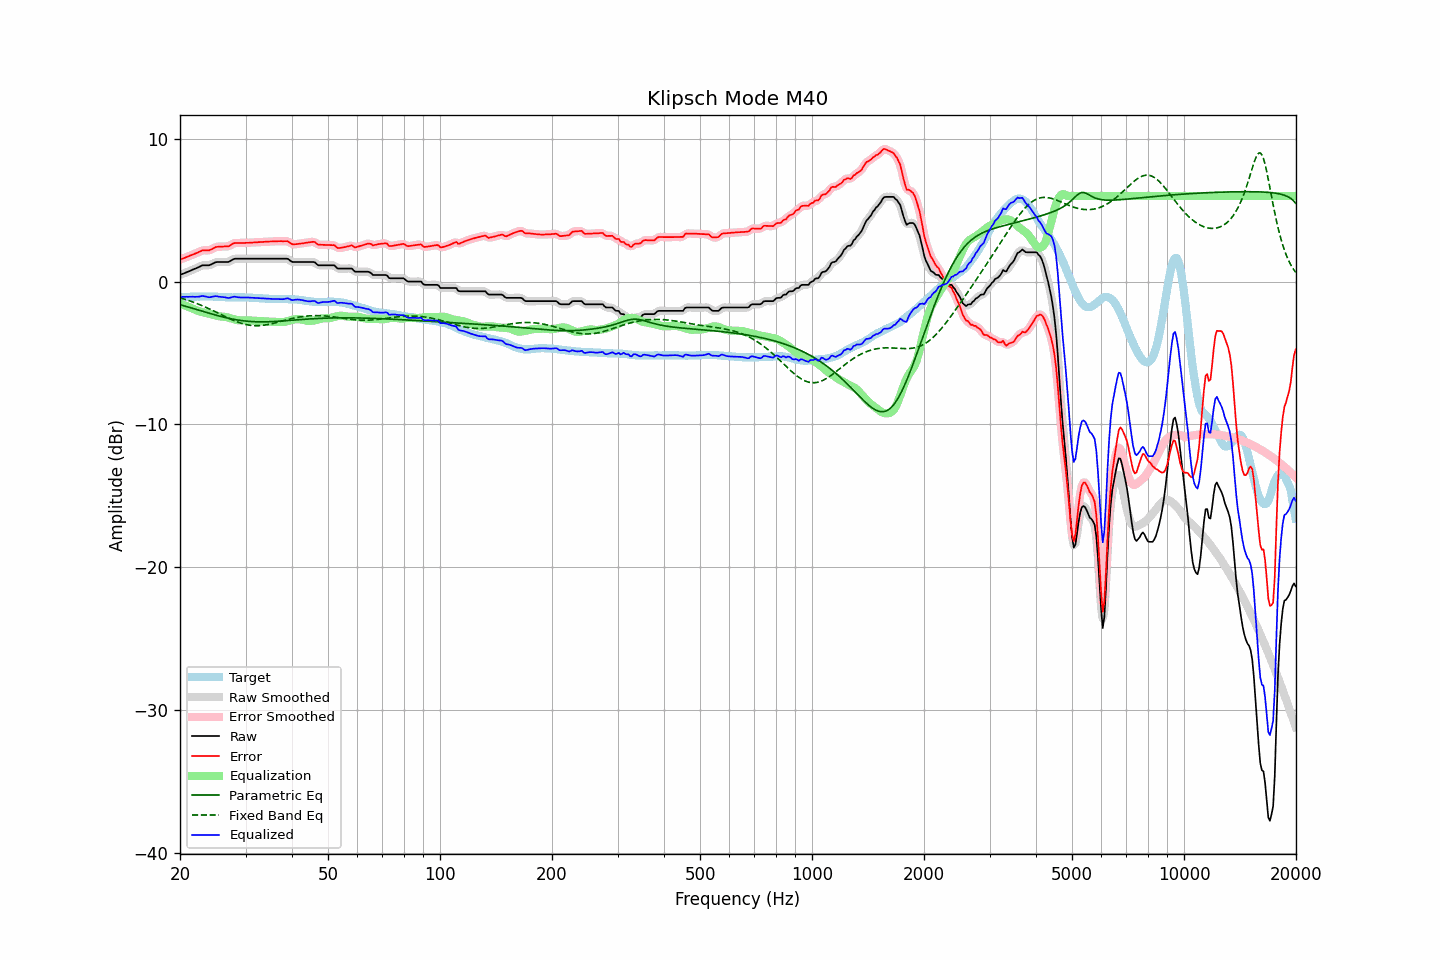 Klipsch Mode M40
Amplitude (dBr)
10
0
−10
−20
−30
−40
Target
Raw Smoothed
Error Smoothed
Raw
Error
Equalization
Parametric Eq
Fixed Band Eq
Equalized
20 50 100 200 500 1000 2000 5000 10000 20000
Frequency (Hz)